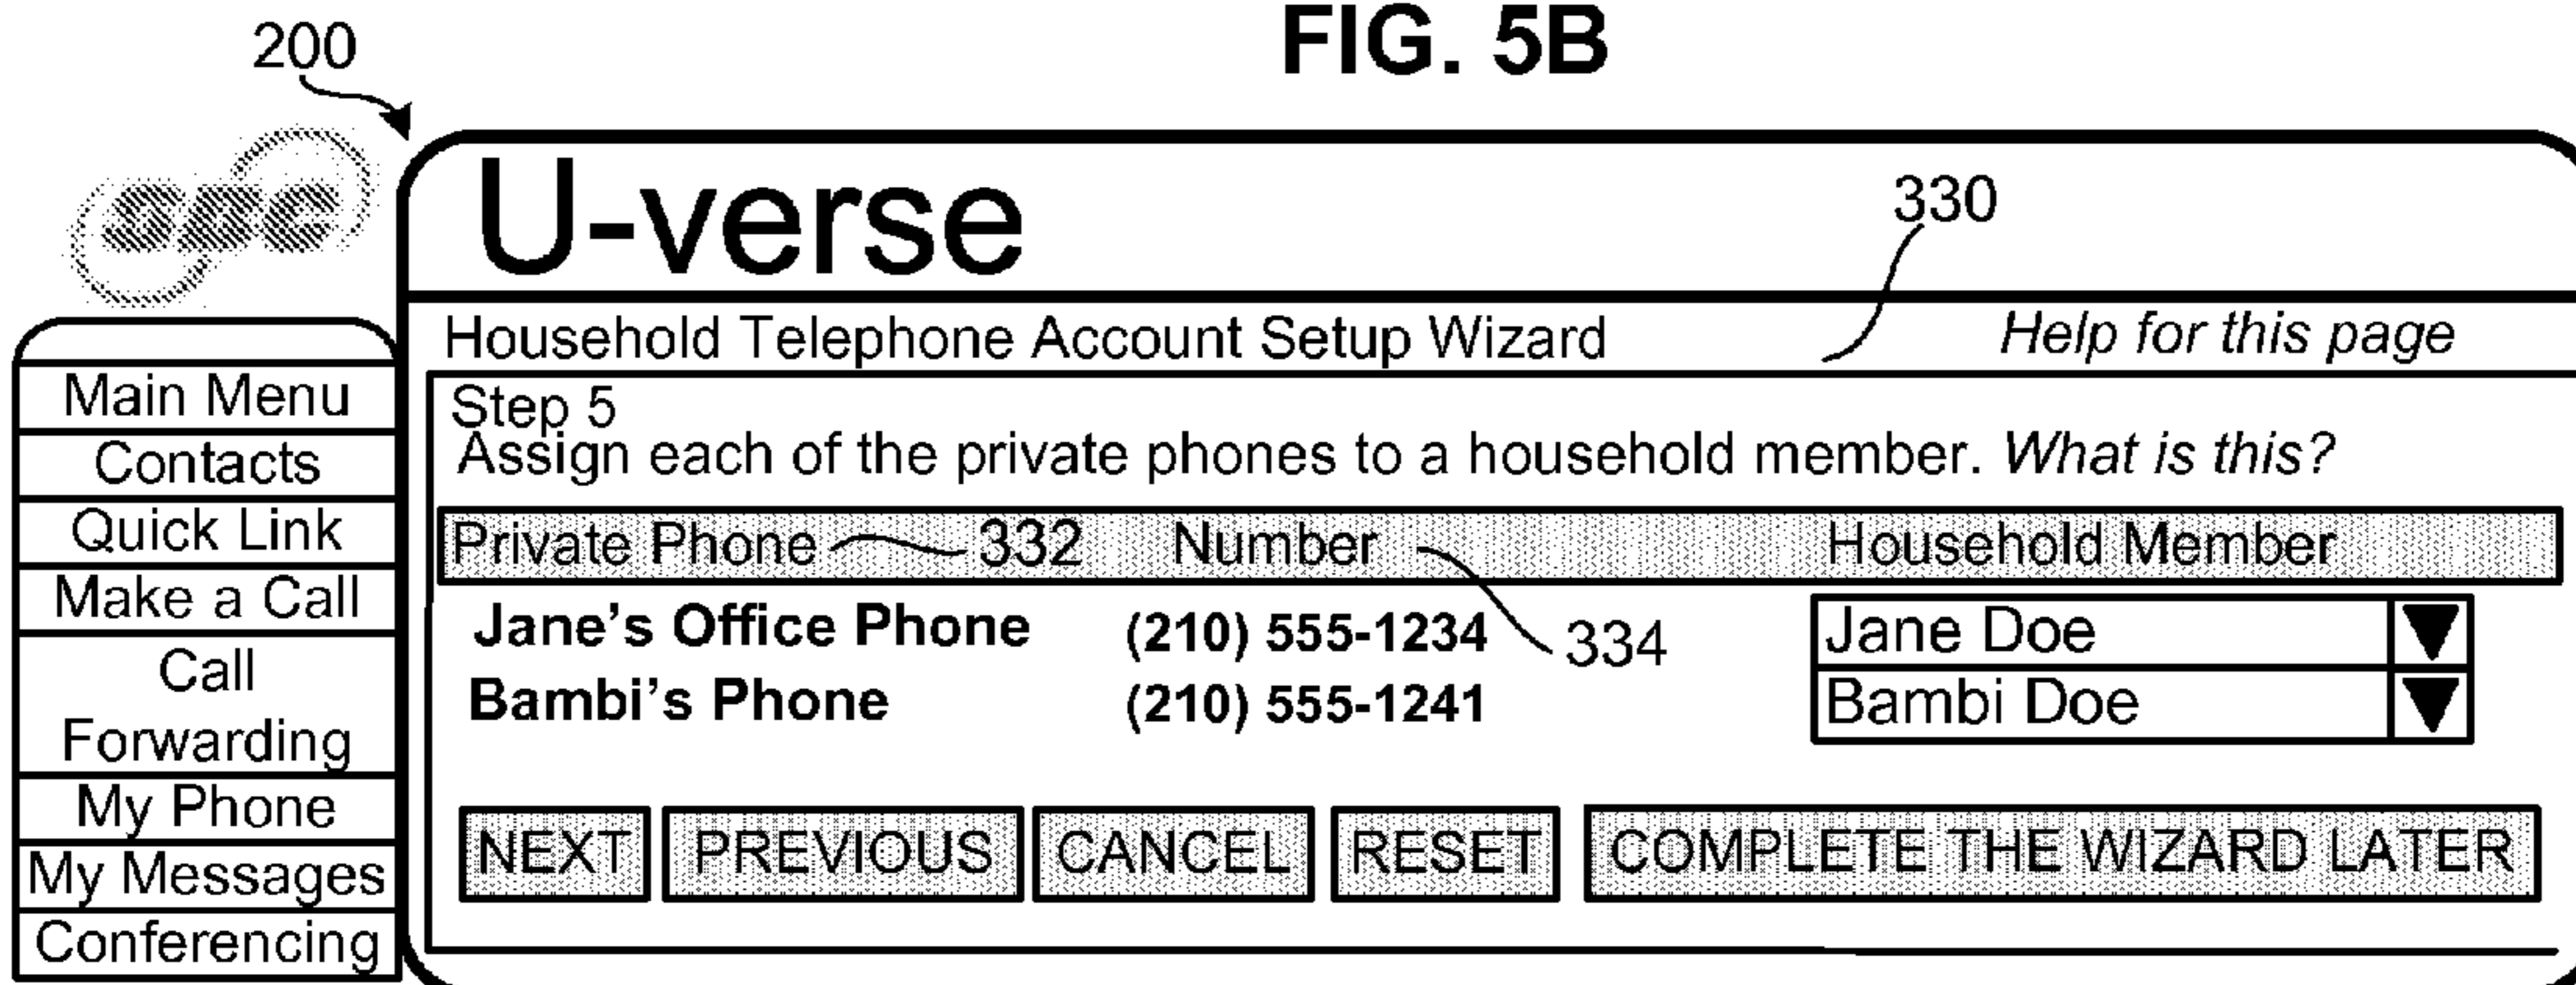 FIG. 5B
200
SBC
U-verse
330
Household Telephone Account Setup Wizard Help for this page
Main Menu
Contacts
Quick Link
Make a Call
Call
Forwarding
My Phone
My Messages
Conferencing
Step 5
Assign each of the private phones to a household member. What is this?
Private Phone 332 Number Household Member
Jane's Office Phone (210) 555-1234 334 Jane Doe
Bambi's Phone (210) 555-1241 Bambi Doe
NEXT PREVIOUS CANCEL RESET COMPLETE THE WIZARD LATER